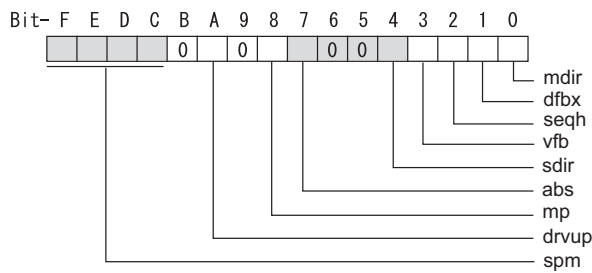 Bit- F E D C B A 9 8 7 6 5 4 3 2 1 0
0 0 0 0
mdir
dfbx
seqh
vfb
sdir
abs
mp
drvup
spm